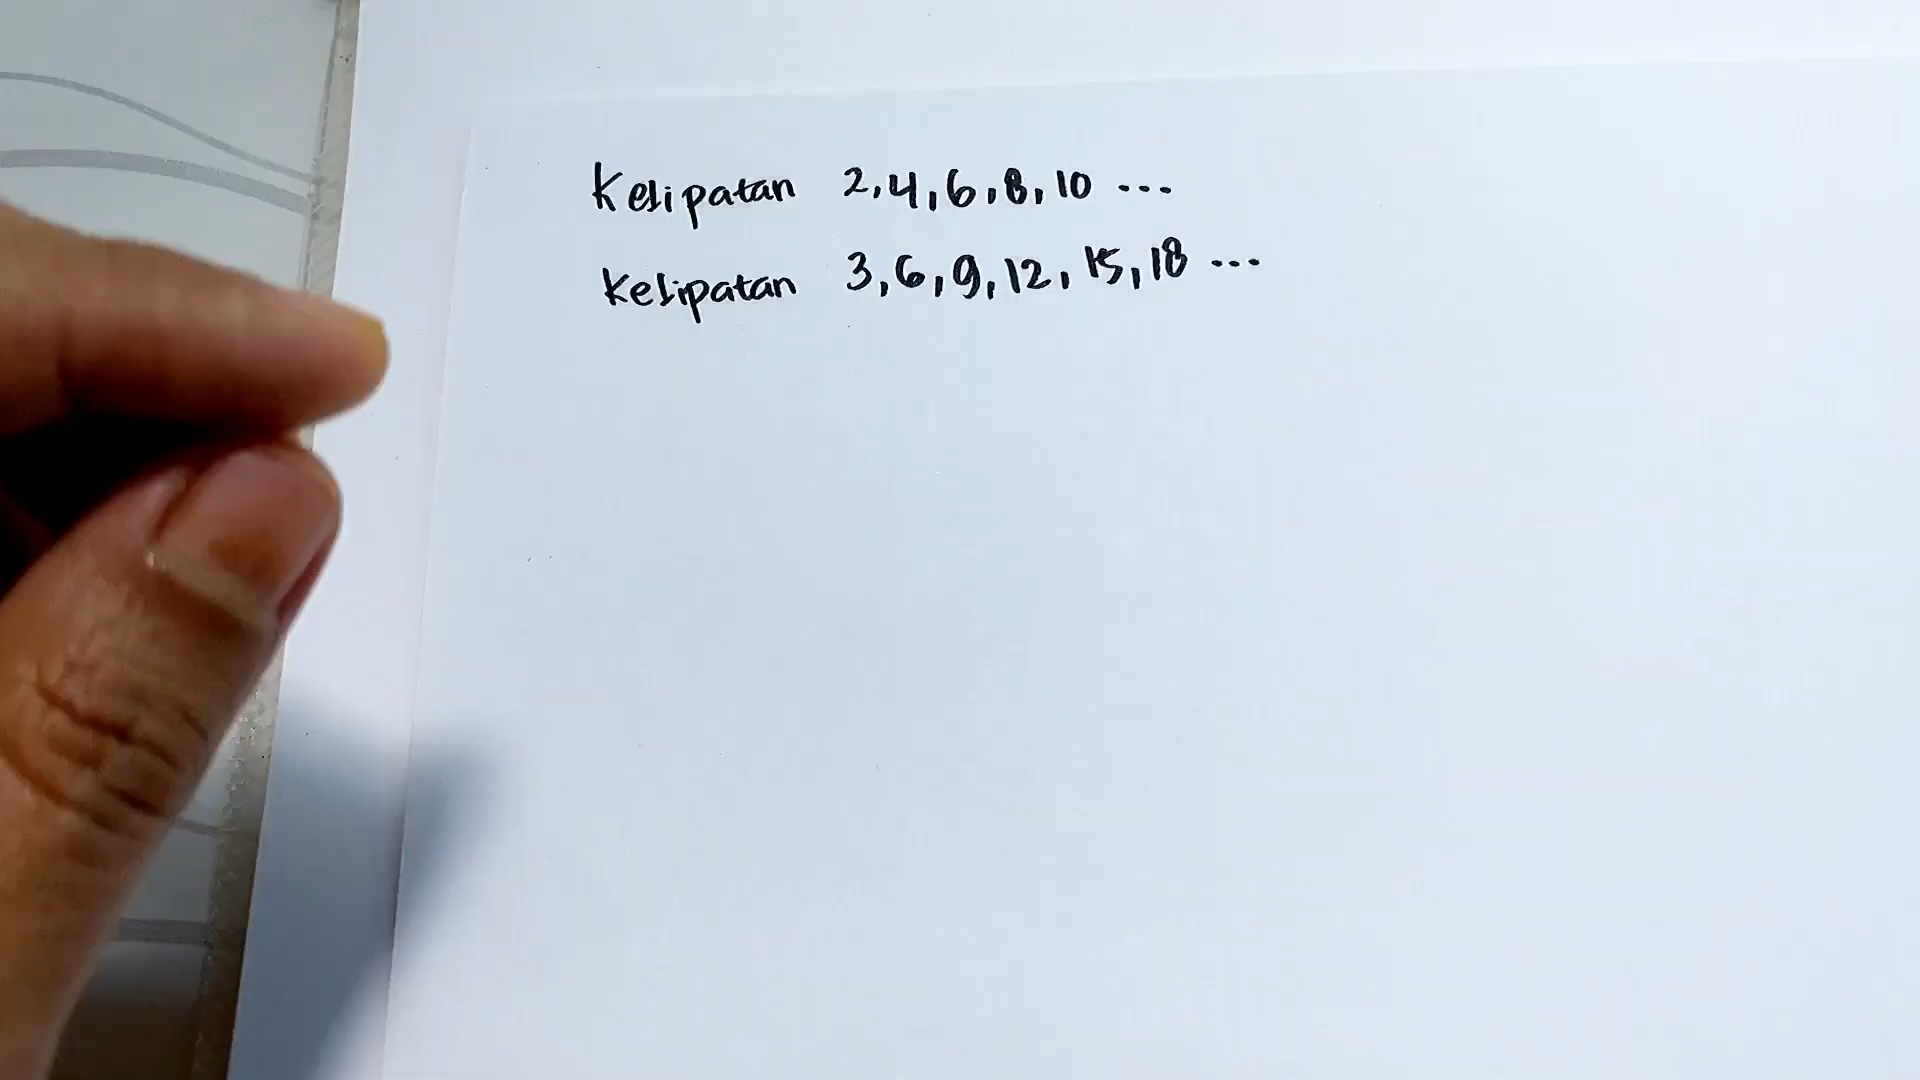 Kelipatan 2,4,6,8,10 ...
Kelipatan 3,6,9,12,15,18 ...